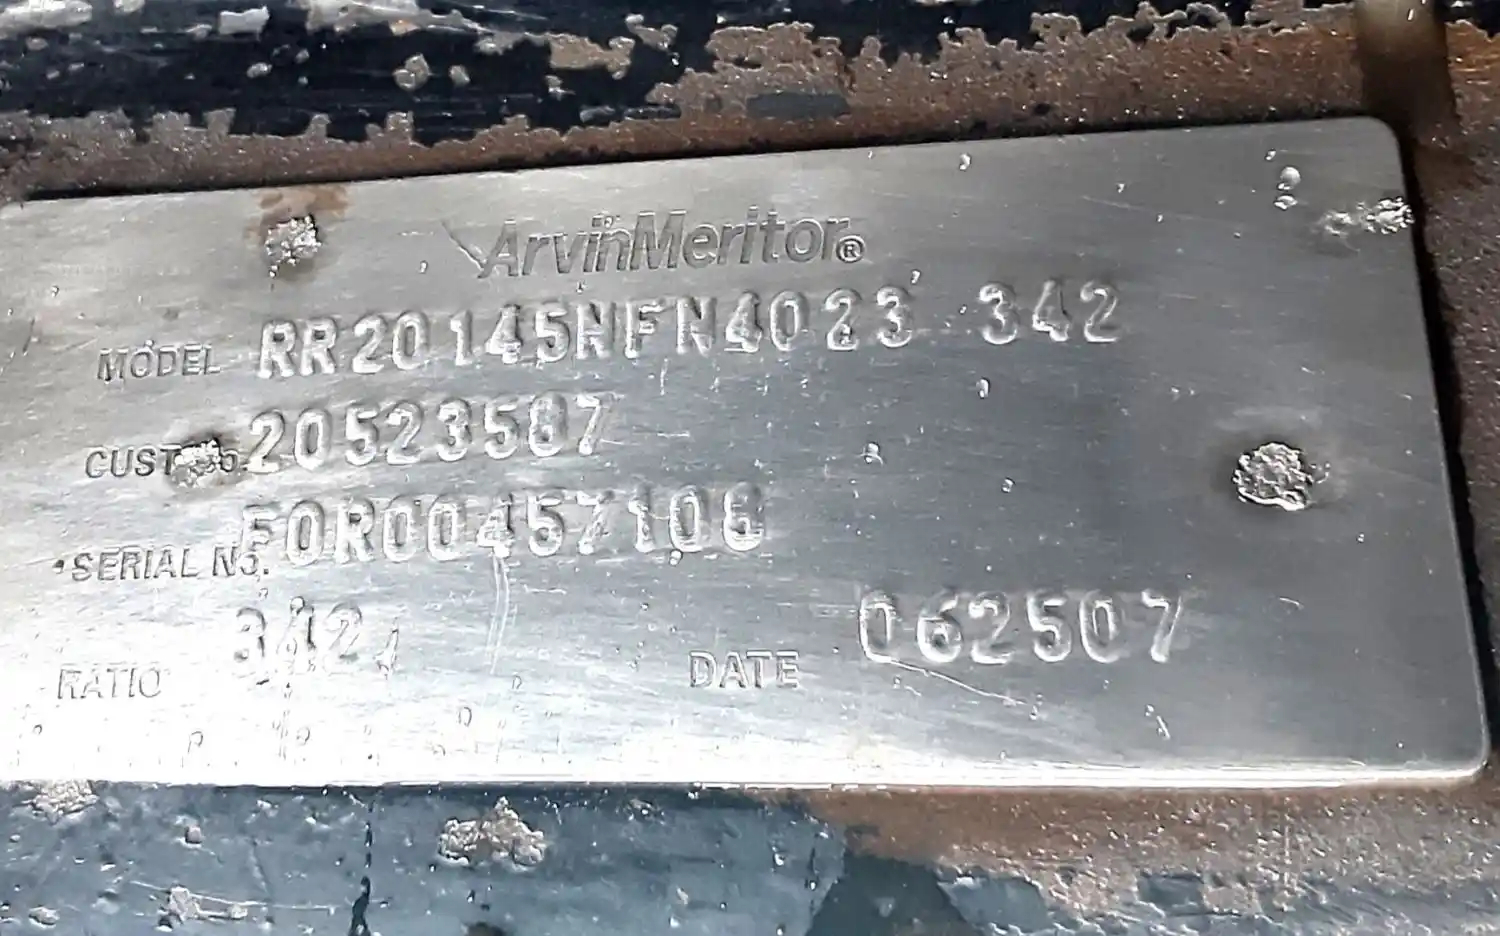 ArvinMeritor®
MODEL RR20145NFN4023 342
CUST No. 20523587
SERIAL NO. FOR00457108
RATIO 342
DATE 062507